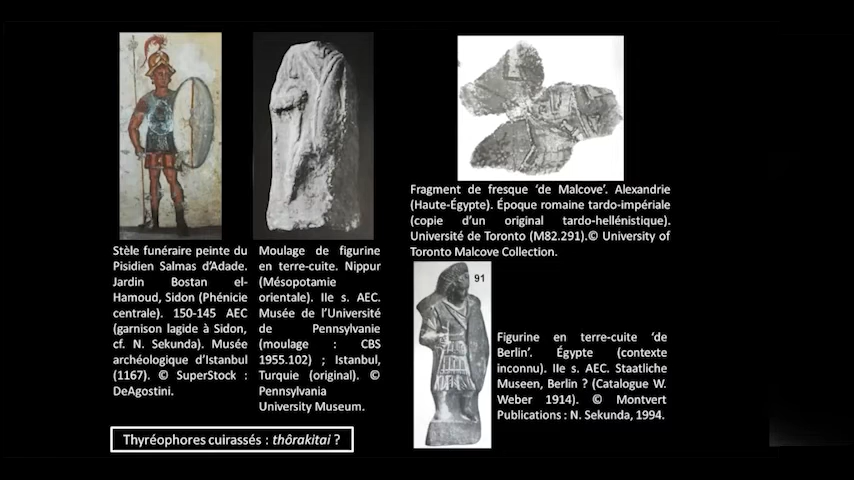 Stèle funéraire peinte du
Pisidien Salmas d'Adade.
Jardin Bostan el-
Hamoud, Sidon (Phénicie
centrale). 150-145 AEC
(garnison lagide à Sidon,
cf. N. Sekunda). Musée
archéologique d'Istanbul
(1167). © SuperStock :
DeAgostini.
Moulage de figurine
en terre-cuite. Nippur
(Mésopotamie
orientale). IIe s. AEC.
Musée de l'Université
de Pennsylvanie
(moulage : CBS
1955.102) ; Istanbul,
Turquie (original). ©
Pennsylvania
University Museum.
Fragment de fresque 'de Malcove'. Alexandrie
(Haute-Égypte). Époque romaine tardo-impériale
(copie d'un original tardo-hellénistique).
Université de Toronto (M82.291).© University of
Toronto Malcove Collection.
91
Figurine en terre-cuite 'de
Berlin'. Égypte (contexte
inconnu). IIe s. AEC. Staatliche
Museen, Berlin ? (Catalogue W.
Weber 1914). © Montvert
Publications : N. Sekunda, 1994.
Thyréophores cuirassés : thôrakitai ?